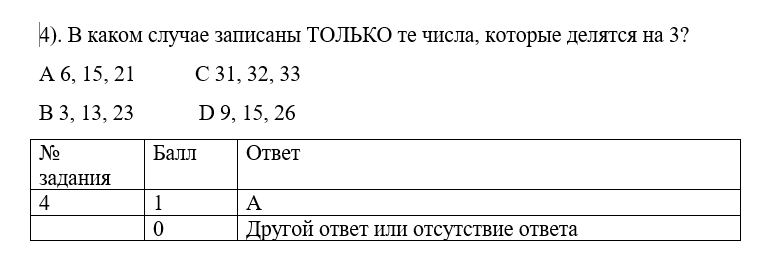 4). В каком случае записаны ТОЛЬКО те числа, которые делятся на 3?
А 6, 15, 21 С 31, 32, 33
В 3, 13, 23 D 9, 15, 26
№ задания Балл Ответ
4 1 А
0 Другой ответ или отсутствие ответа